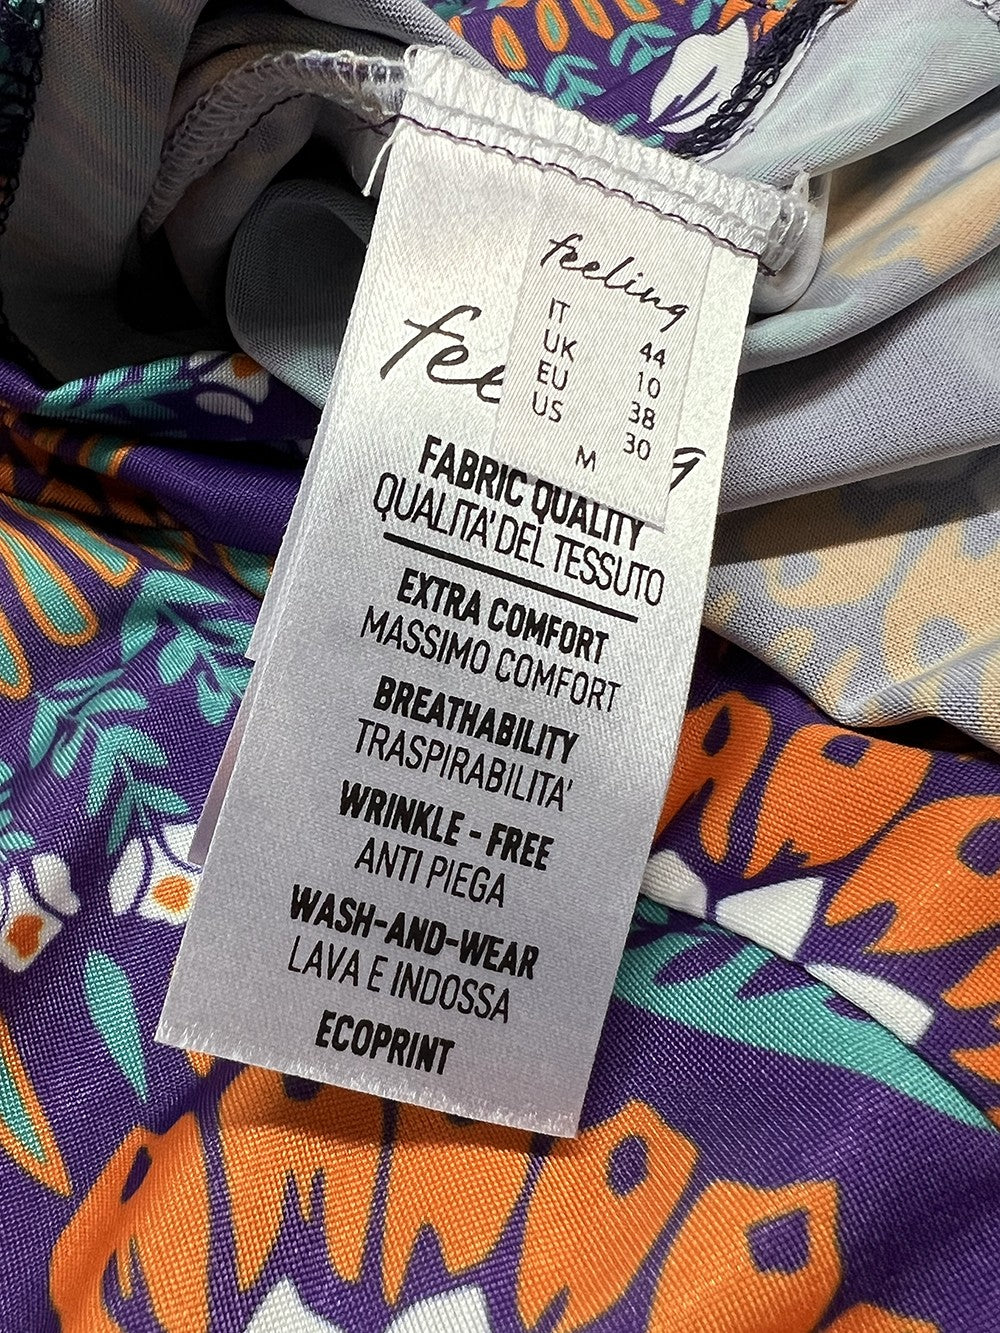 feeling
IT 44
UK 10
EU 38
US 30
M
FABRIC QUALITY
QUALITA' DEL TESSUTO
EXTRA COMFORT
MASSIMO COMFORT
BREATHABILITY
TRASPIRABILITA'
WRINKLE - FREE
ANTI PIEGA
WASH-AND-WEAR
LAVA E INDOSSA
ECOPRINT